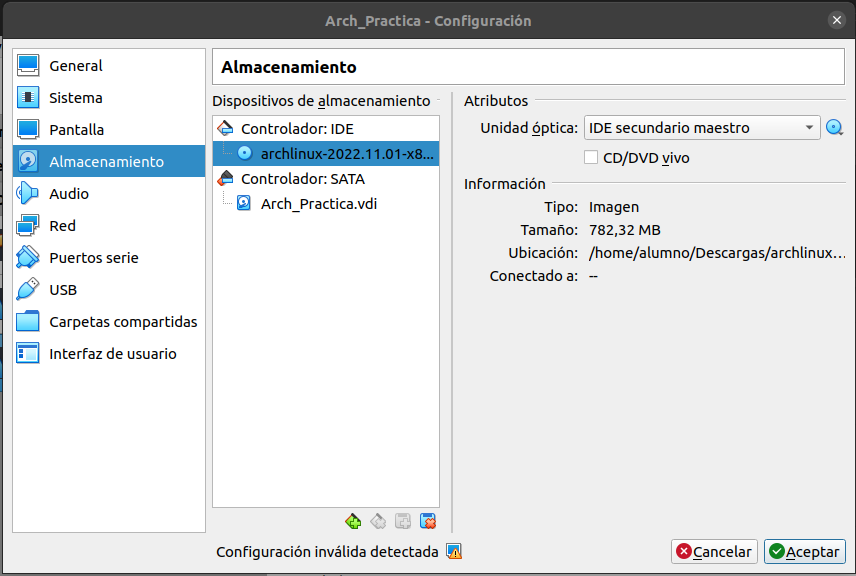 Arch_Practica - Configuración
General
Sistema
Pantalla
Almacenamiento
Audio
Red
Puertos serie
USB
Carpetas compartidas
Interfaz de usuario
Almacenamiento
Dispositivos de almacenamiento
Controlador: IDE
archlinux-2022.11.01-x8...
Controlador: SATA
Arch_Practica.vdi
Atributos
Unidad óptica: IDE secundario maestro
CD/DVD vivo
Información
Tipo: Imagen
Tamaño: 782,32 MB
Ubicación: /home/alumno/Descargas/archlinux...
Conectado a: --
Configuración inválida detectada
Cancelar
Aceptar